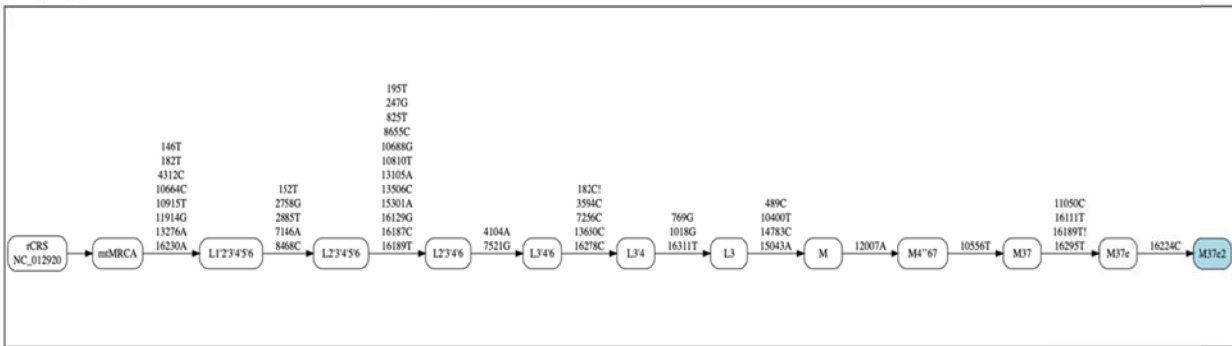 rCRS
NC_012920
mtMRCA
146T
182T
4312C
10664C
10915T
11914G
13276A
16230A
L1'2'3'4'5'6
152T
2758G
2885T
7146A
8468C
L2'3'4'5'6
195T
247G
825T
8655C
10688G
10810T
13105A
13506C
15301A
16129G
16187C
16189T
L2'3'4'6
4104A
7521G
L3'4'6
182C!
3594C
7256C
13650C
16278C
L3'4
769G
1018G
16311T
L3
489C
10400T
14783C
15043A
M
12007A
M4''67
10556T
M37
11050C
16111T
16189T!
16295T
M37e
16224C
M37e2